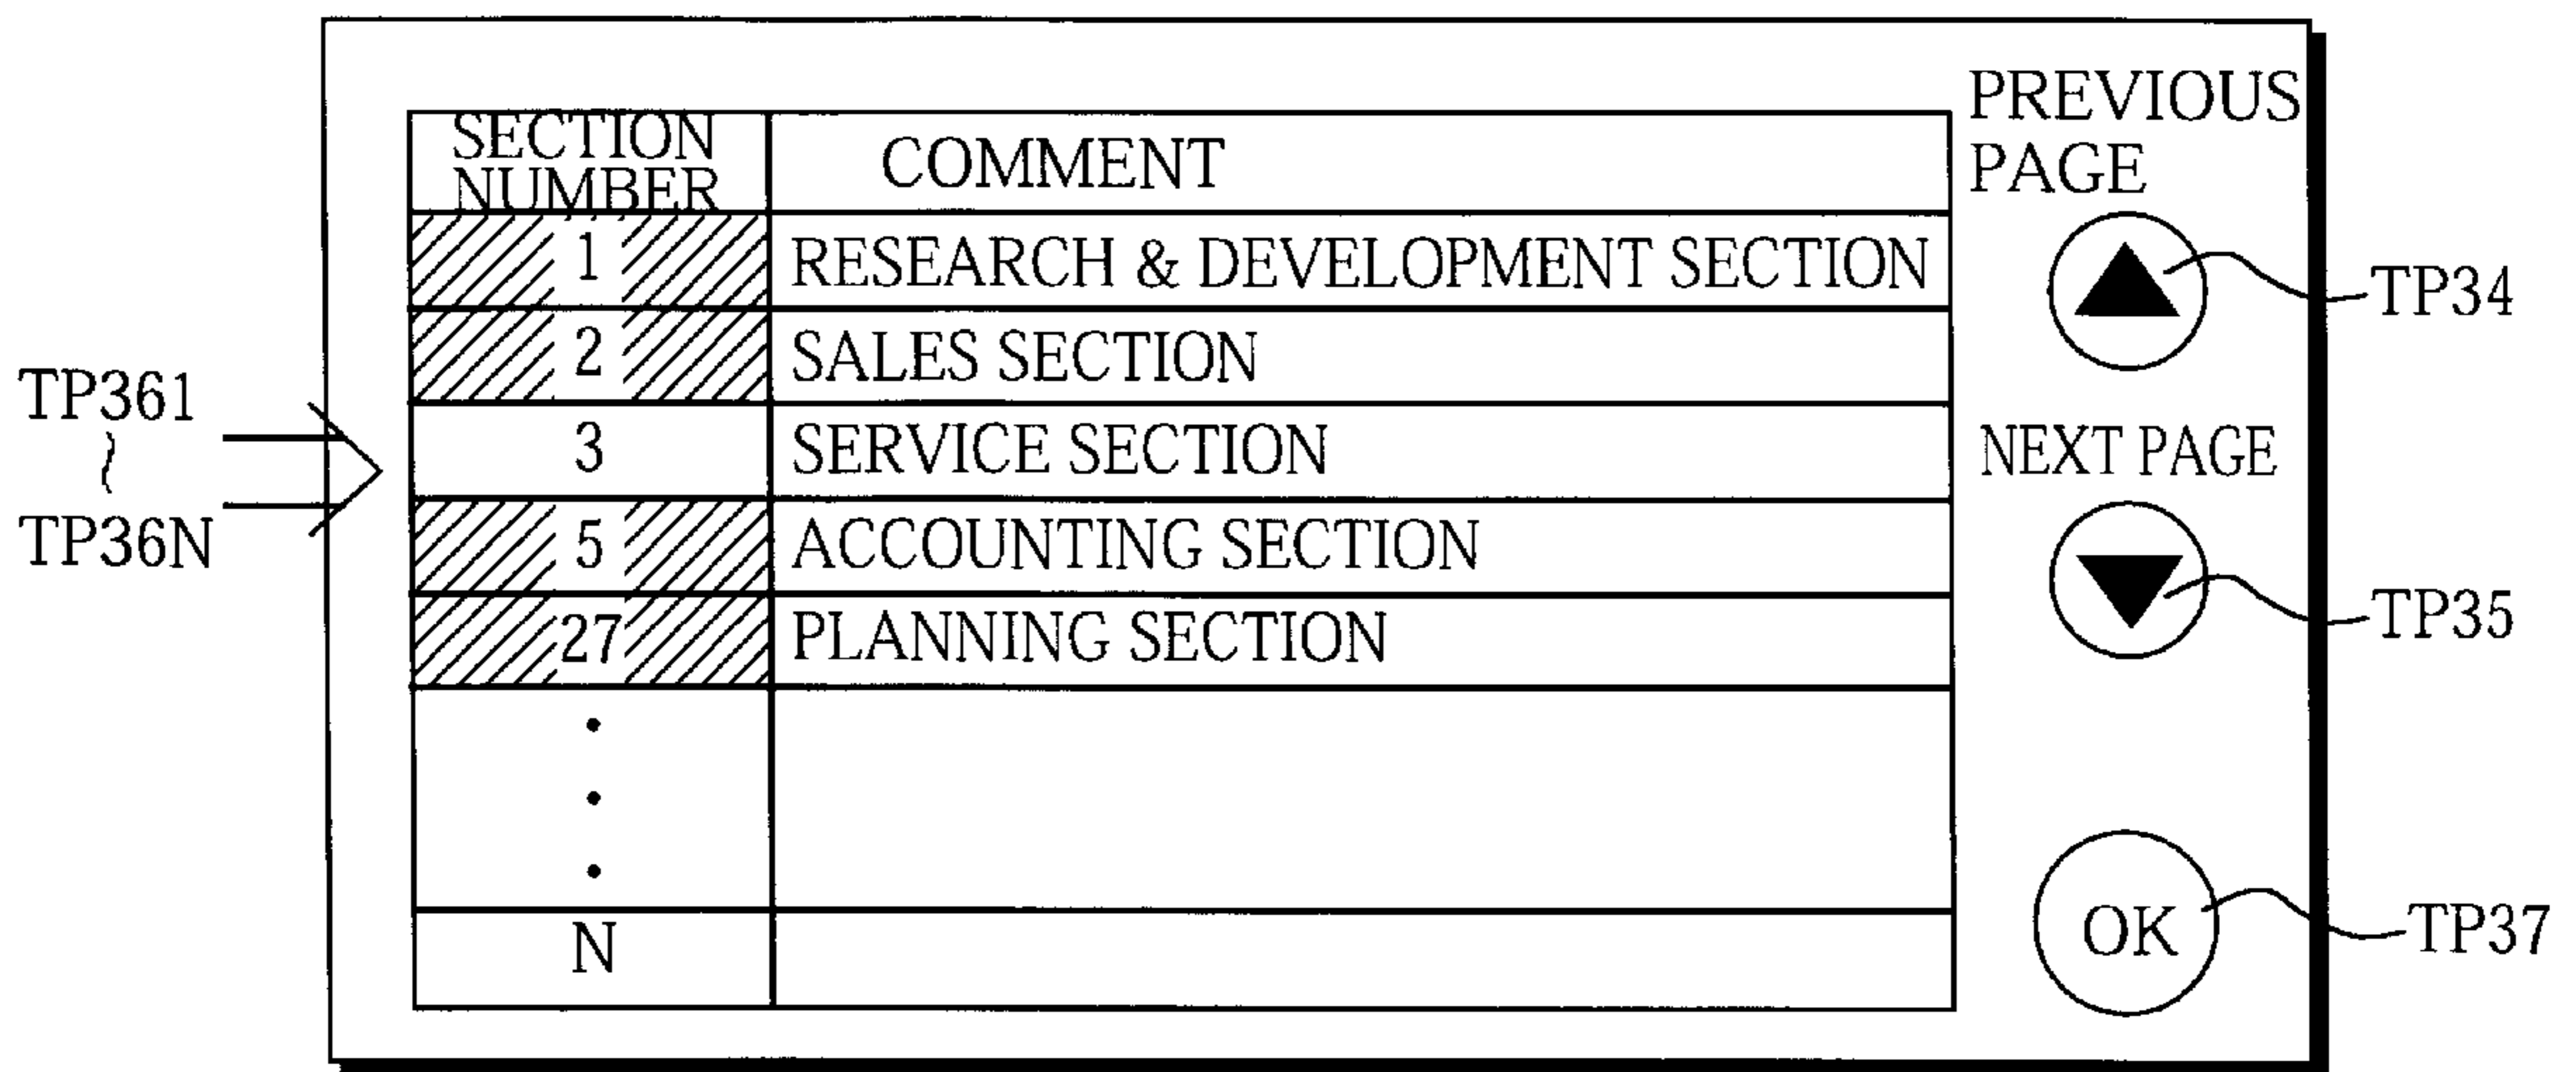 SECTION
NUMBER
COMMENT
1 RESEARCH & DEVELOPMENT SECTION
2 SALES SECTION
3 SERVICE SECTION
5 ACCOUNTING SECTION
27 PLANNING SECTION
N
PREVIOUS
PAGE
NEXT PAGE
OK
TP361
~
TP36N
TP34
TP35
TP37